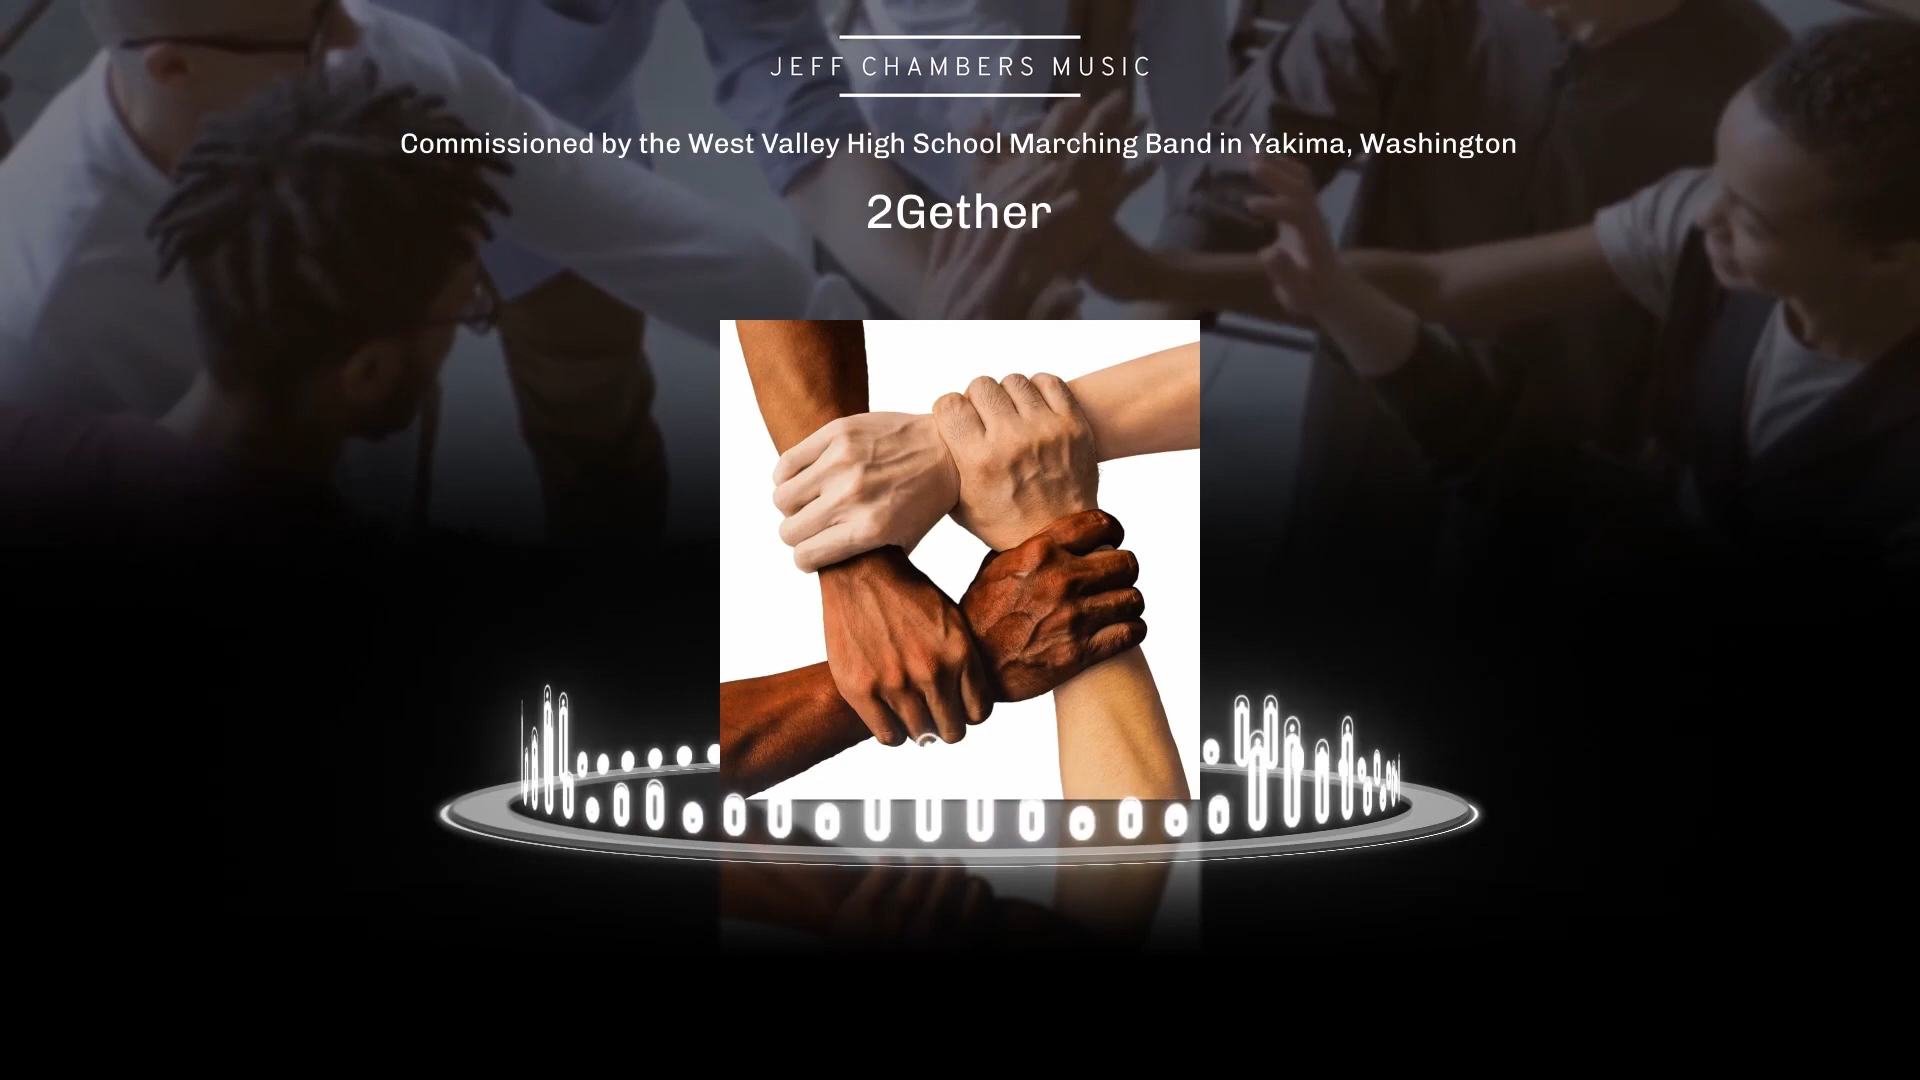 JEFF CHAMBERS MUSIC
Commissioned by the West Valley High School Marching Band in Yakima, Washington
2Gether